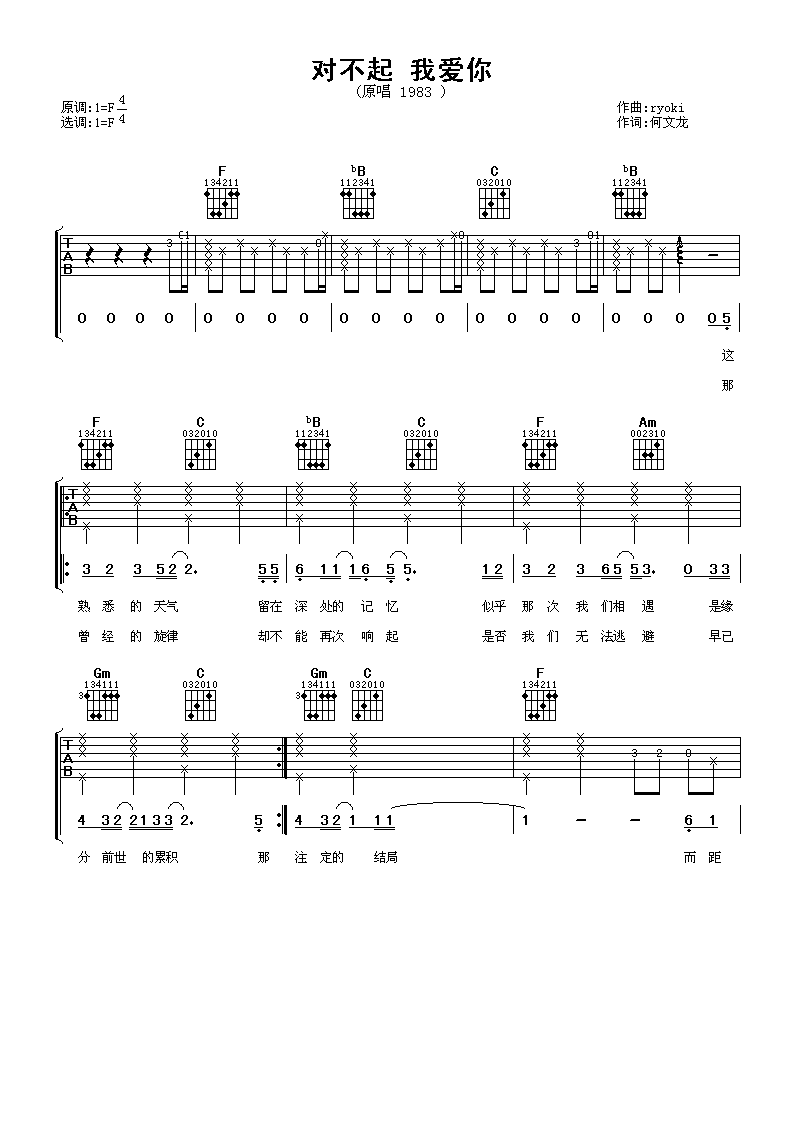 对不起 我爱你
(原唱 1983 )
原调:1=F 4/4
选调:1=F
作曲:ryoki
作词:何文龙
F ♭B C ♭B
134211 112341 032010 112341
T A B 3 0 1 0 0 3 0 1
0 0 0 0 0 0 0 0 0 0 0 0 0 0 0 0 0 0 0 0 5
这
那
F C ♭B C F Am
134211 032010 112341 032010 134211 002310
T A B
3 2 3 5 2 2. 5 5 6 1 1 1 6 5 5. 1 2 3 2 3 6 5 5 3. 0 3 3
熟 悉 的 天气 留在 深 处的 记 忆 似乎 那 次 我 们相 遇 是缘
曾 经 的 旋律 却不 能 再次 响 起 是否 我 们 无 法逃 避 早已
Gm C Gm C F
134111 032010 134111 032010 134211
3 3
T A B 3 2 0
4 3 2 2 1 3 3 2. 5 4 3 2 1 1 1 1 － － 6 1
分 前世 的累积 那 注 定的 结局 而 距